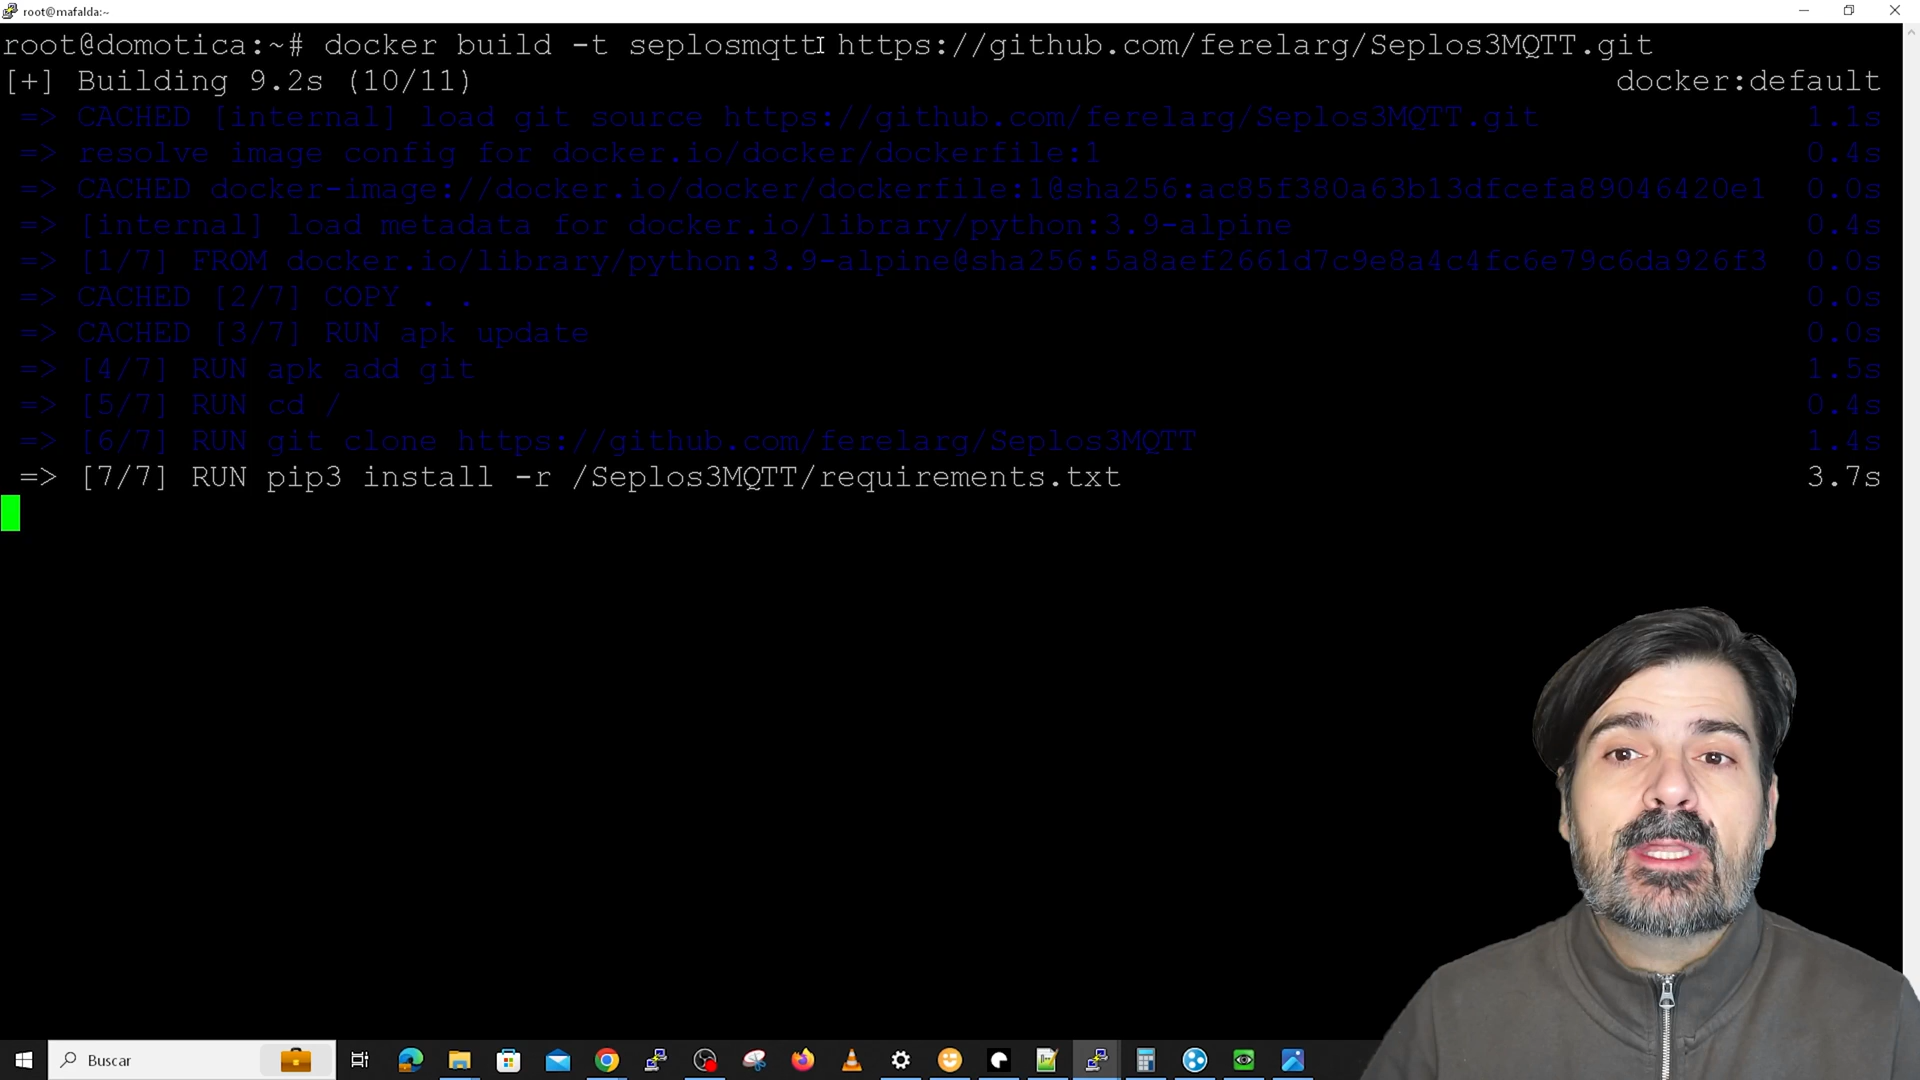 root@mafalda:~
root@domotica:~# docker build -t seplosmqtt https://github.com/ferelarg/Seplos3MQTT.git
[+] Building 9.2s (10/11) docker:default
=> CACHED [internal] load git source https://github.com/ferelarg/Seplos3MQTT.git 1.1s
=> resolve image config for docker.io/docker/dockerfile:1 0.4s
=> CACHED docker-image://docker.io/docker/dockerfile:1@sha256:ac85f380a63b13dfcefa89046420e1 0.0s
=> [internal] load metadata for docker.io/library/python:3.9-alpine 0.4s
=> [1/7] FROM docker.io/library/python:3.9-alpine@sha256:5a8aef2661d7c9e8a4c4fc6e79c6da926f3 0.0s
=> CACHED [2/7] COPY . . 0.0s
=> CACHED [3/7] RUN apk update 0.0s
=> [4/7] RUN apk add git 1.5s
=> [5/7] RUN cd / 0.4s
=> [6/7] RUN git clone https://github.com/ferelarg/Seplos3MQTT 1.4s
=> [7/7] RUN pip3 install -r /Seplos3MQTT/requirements.txt 3.7s
Buscar